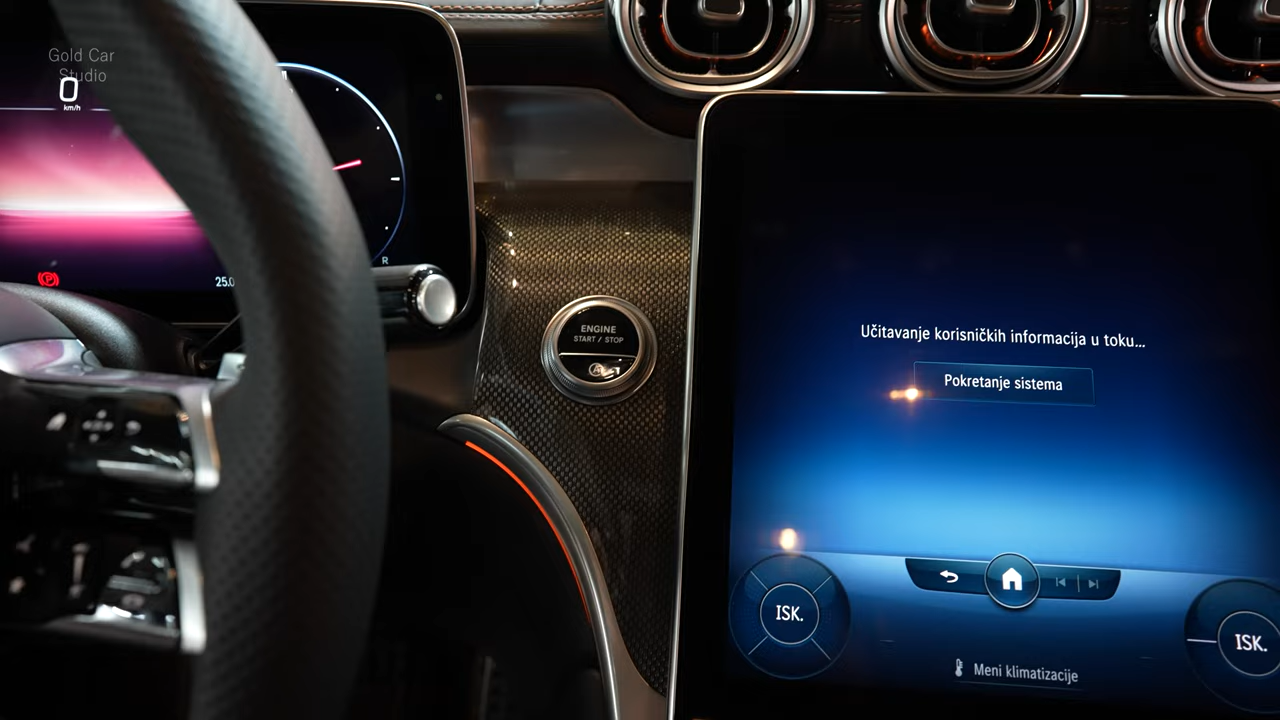 Gold Car
Studio
0
km/h
25.0
R
ENGINE
START / STOP
Učitavanje korisničkih informacija u toku...
Pokretanje sistema
ISK.
ISK.
Meni klimatizacije